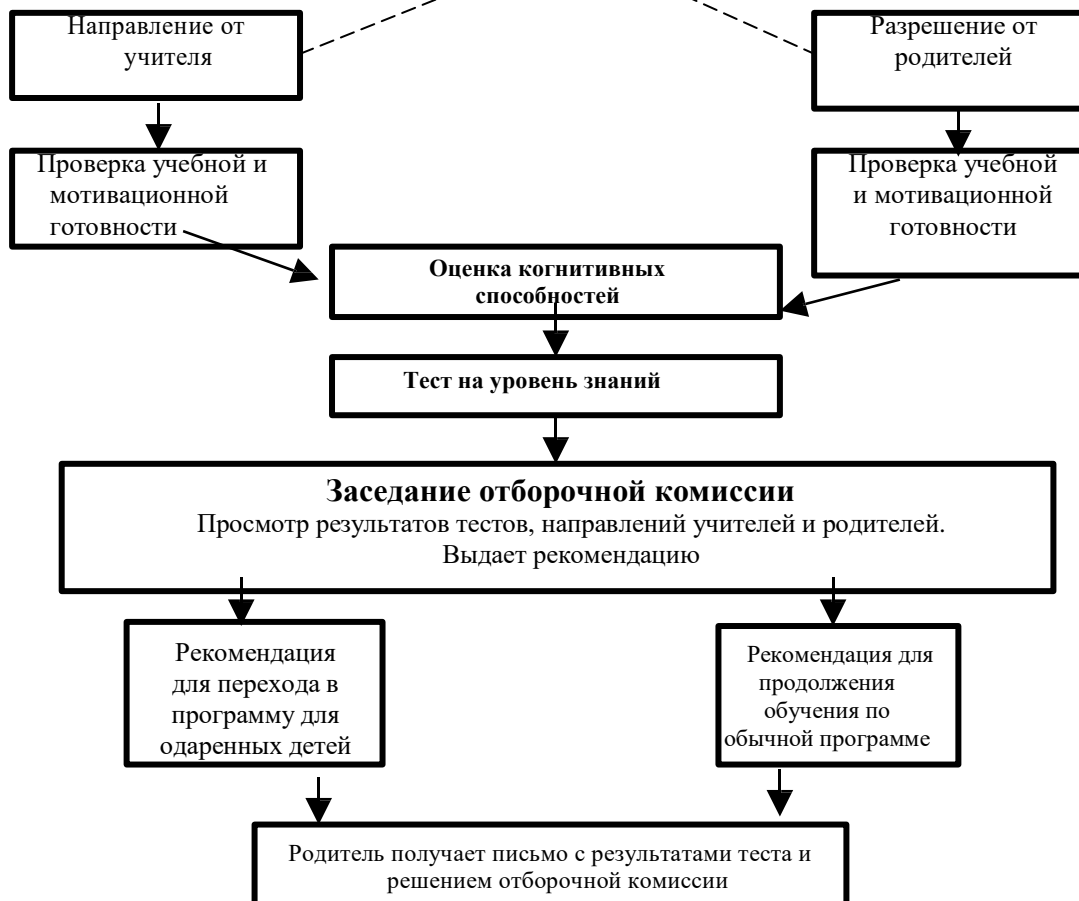 Направление от
учителя
Разрешение от
родителей
Проверка учебной и
мотивационной
готовности
Проверка учебной
и мотивационной
готовности
Оценка когнитивных
способностей
Тест на уровень знаний
Заседание отборочной комиссии
Просмотр результатов тестов, направлений учителей и родителей.
Выдает рекомендацию
Рекомендация
для перехода в
программу для
одаренных детей
Рекомендация для
продолжения
обучения по
обычной программе
Родитель получает письмо с результатами теста и
решением отборочной комиссии